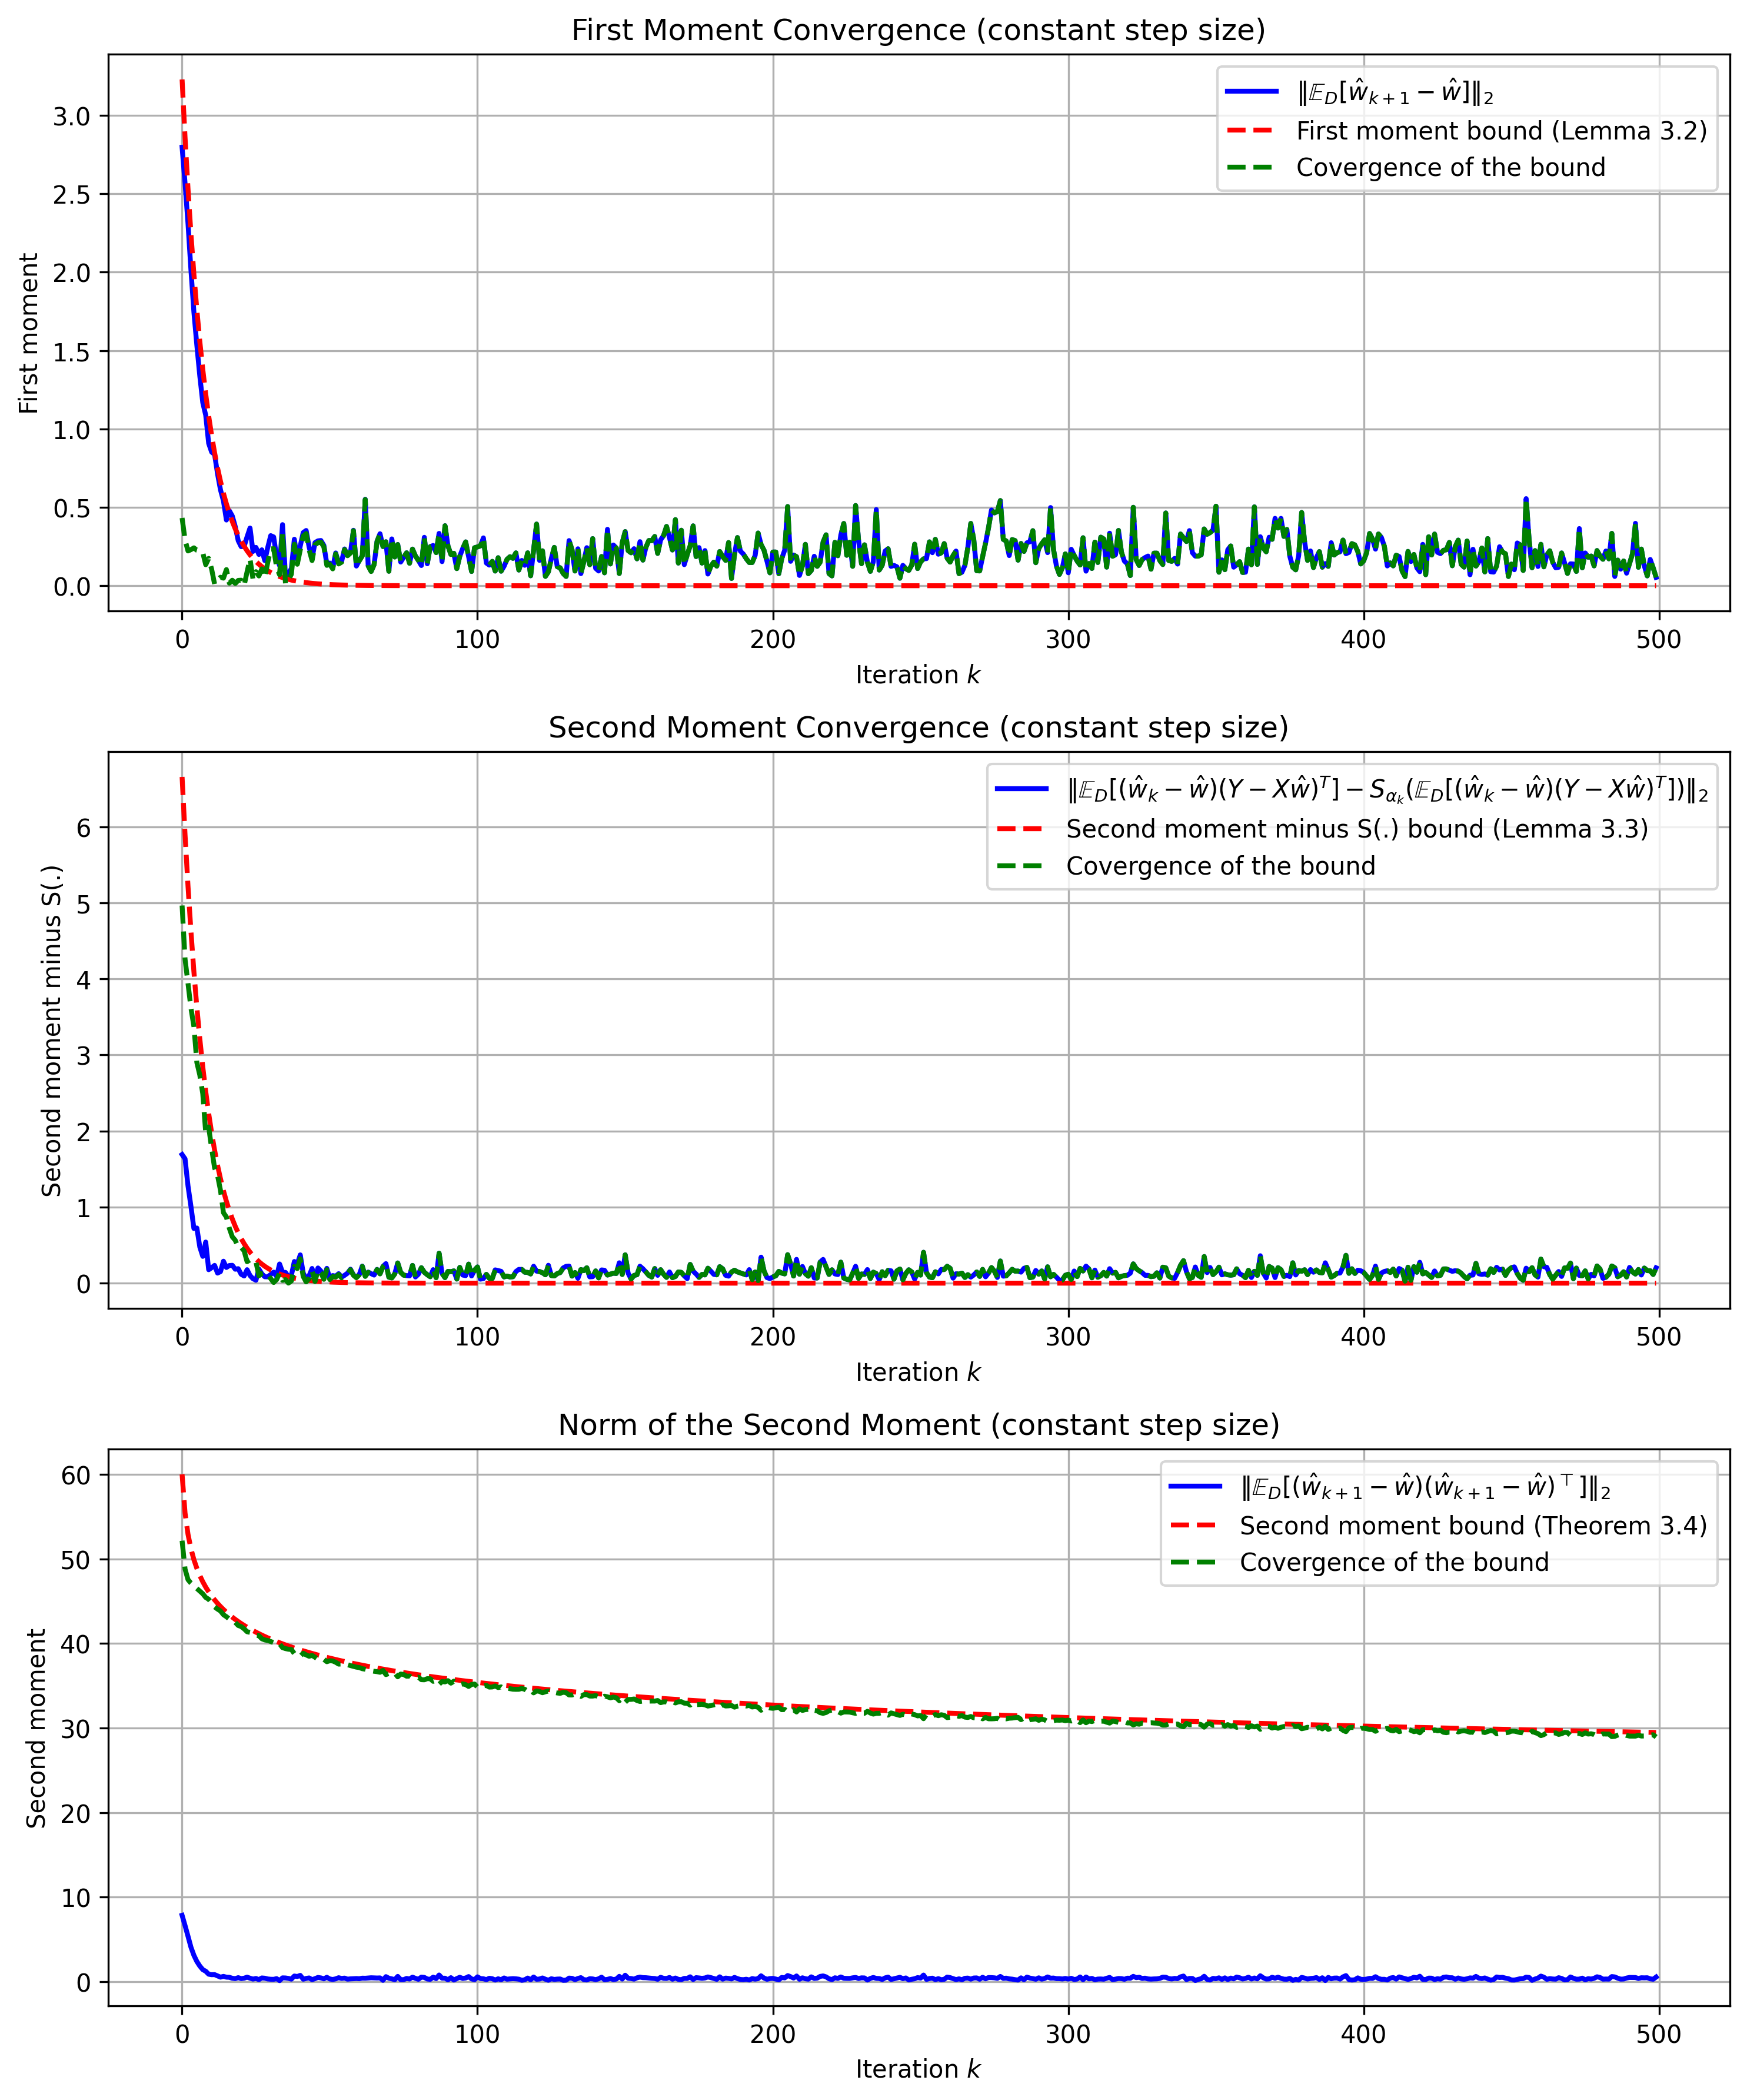 First Moment Convergence (constant step size)
3.0
2.5
2.0
1.5
1.0
0.5
0.0
First moment
‖𝔼_D[ŵ_{k+1} − ŵ]‖₂
First moment bound (Lemma 3.2)
Covergence of the bound
0 100 200 300 400 500
Iteration k
Second Moment Convergence (constant step size)
6
5
4
3
2
1
0
Second moment minus S(.)
‖𝔼_D[(ŵ_k − ŵ)(Y − Xŵ)^T] − S_{α_k}(𝔼_D[(ŵ_k − ŵ)(Y − Xŵ)^T])‖₂
Second moment minus S(.) bound (Lemma 3.3)
Covergence of the bound
0 100 200 300 400 500
Iteration k
Norm of the Second Moment (constant step size)
60
50
40
30
20
10
0
Second moment
‖𝔼_D[(ŵ_{k+1} − ŵ)(ŵ_{k+1} − ŵ)^⊤]‖₂
Second moment bound (Theorem 3.4)
Covergence of the bound
0 100 200 300 400 500
Iteration k